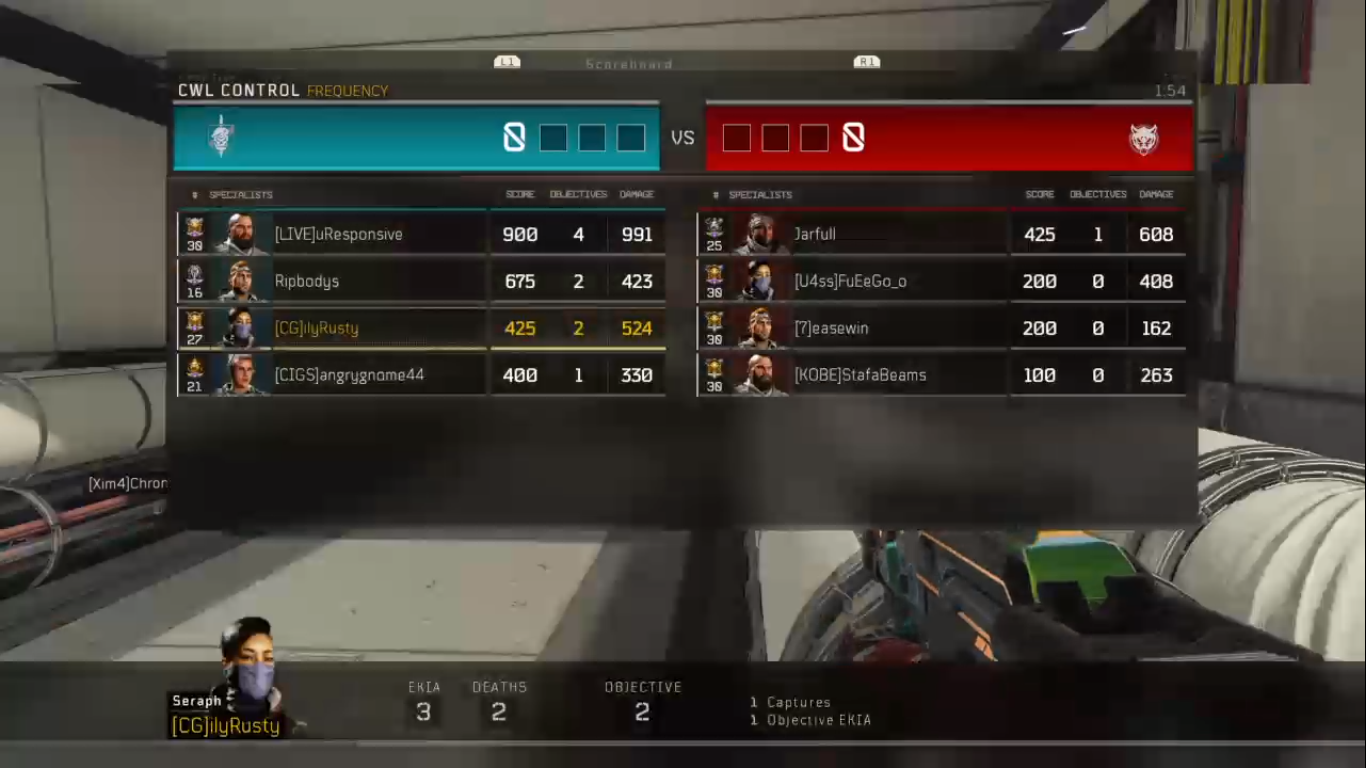 L1 Scoreboard R1
CWL CONTROL FREQUENCY 1:54
0 VS 0
# SPECIALISTS SCORE OBJECTIVES DAMAGE
30 [LIVE]uResponsive 900 4 991
16 Ripbodys 675 2 423
27 [CG]ilyRusty 425 2 524
21 [CIGS]angrygnome44 400 1 330
# SPECIALISTS SCORE OBJECTIVES DAMAGE
25 Jarfull 425 1 608
30 [U4ss]FuEeGo_o 200 0 408
30 [7]easewin 200 0 162
30 [KOBE]StafaBeams 100 0 263
[Xim4]Chron
Seraph
[CG]ilyRusty
EKIA DEATHS OBJECTIVE
3 2 2
1 Captures
1 Objective EKIA